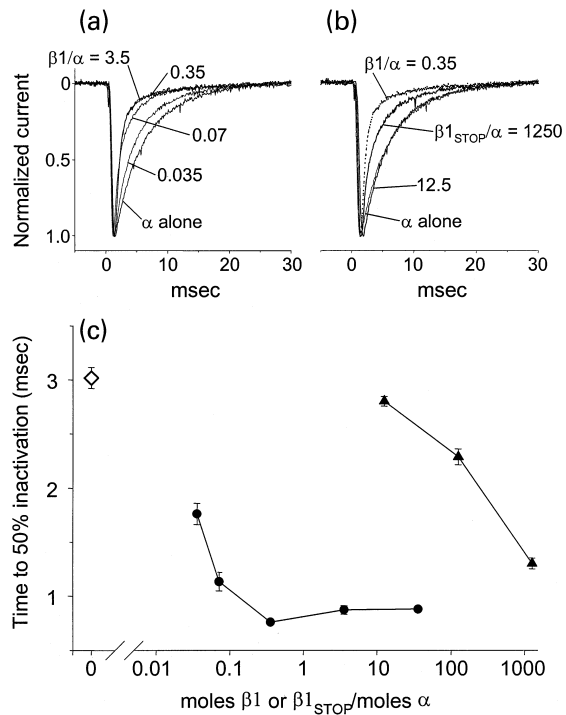 (a)
(b)
β1/α = 3.5
0.35
0.07
0.035
α alone
β1/α = 0.35
β1STOP/α = 1250
12.5
α alone
Normalized current
0
0.5
1.0
0 10 20 30
msec
0 10 20 30
msec
(c)
Time to 50% inactivation (msec)
3
2
1
0 0.01 0.1 1 10 100 1000
moles β1 or β1STOP/moles α